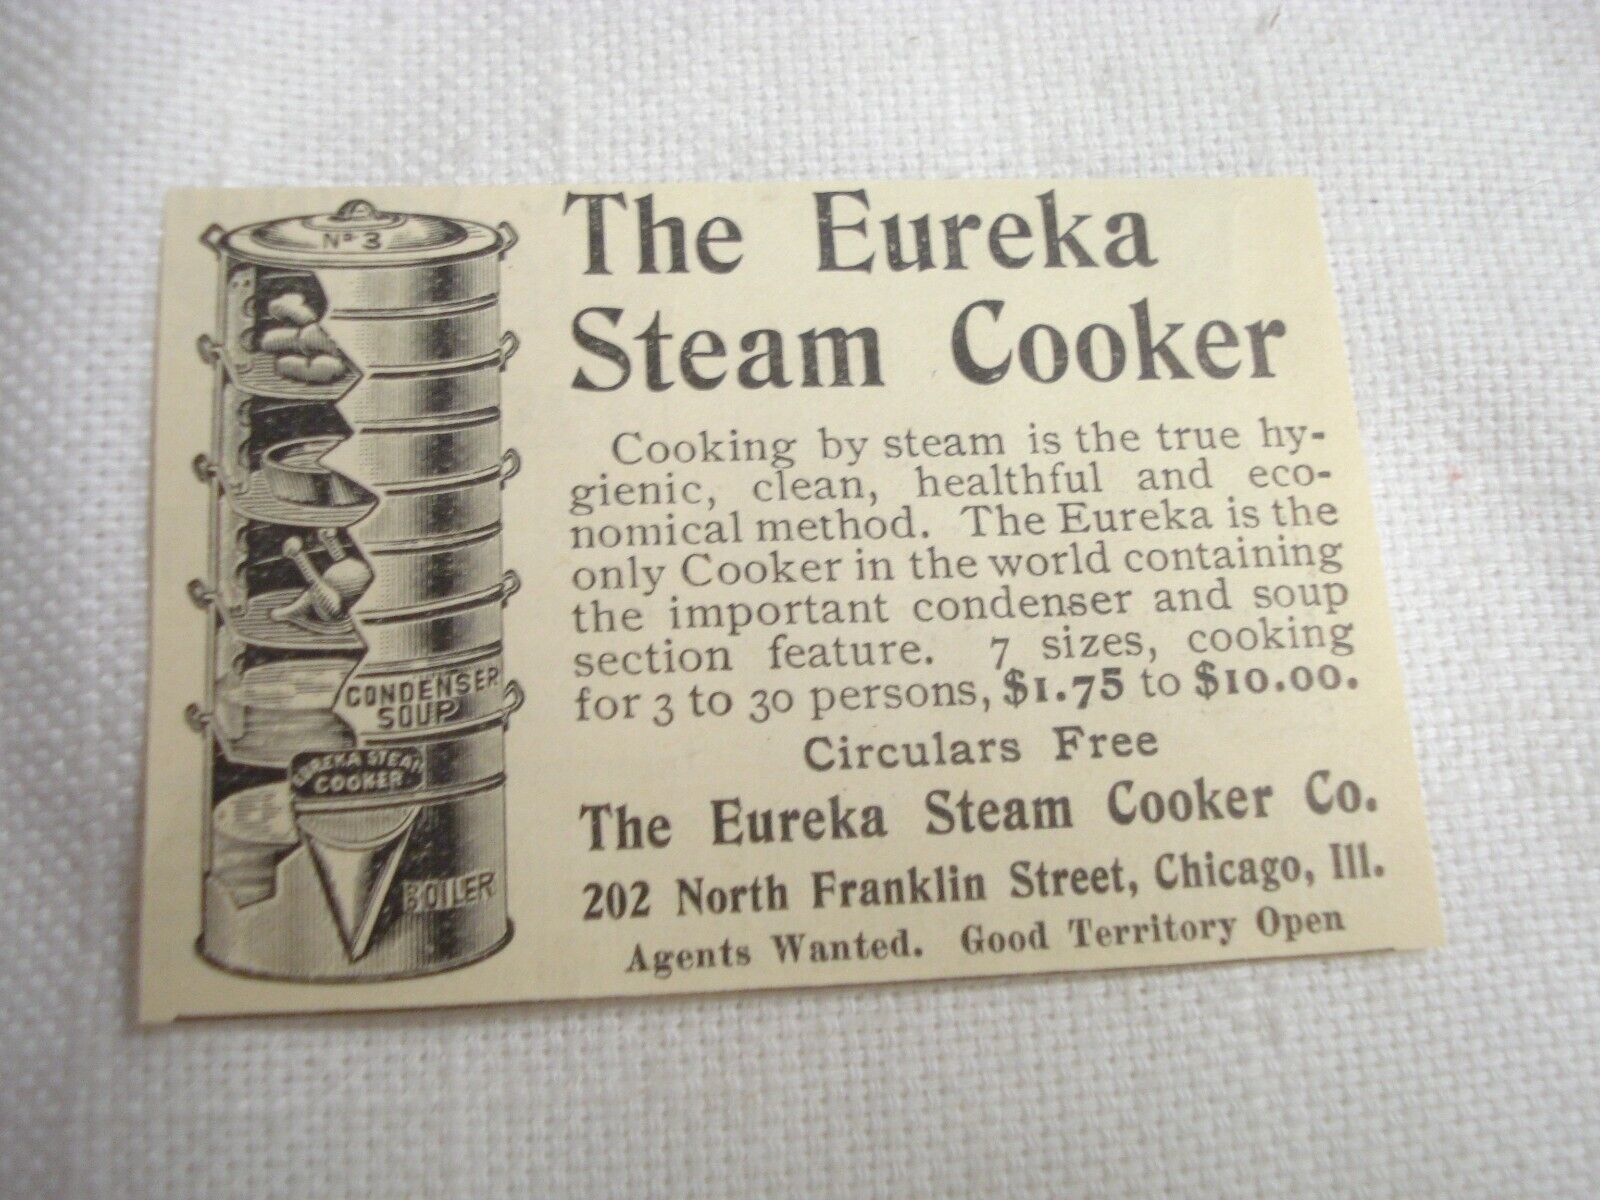 Nº 3
CONDENSER
SOUP
EUREKA STEAM
COOKER
BOILER
The Eureka
Steam Cooker
Cooking by steam is the true hy-
gienic, clean, healthful and eco-
nomical method. The Eureka is the
only Cooker in the world containing
the important condenser and soup
section feature. 7 sizes, cooking
for 3 to 30 persons, $1.75 to $10.00.
Circulars Free
The Eureka Steam Cooker Co.
202 North Franklin Street, Chicago, Ill.
Agents Wanted. Good Territory Open